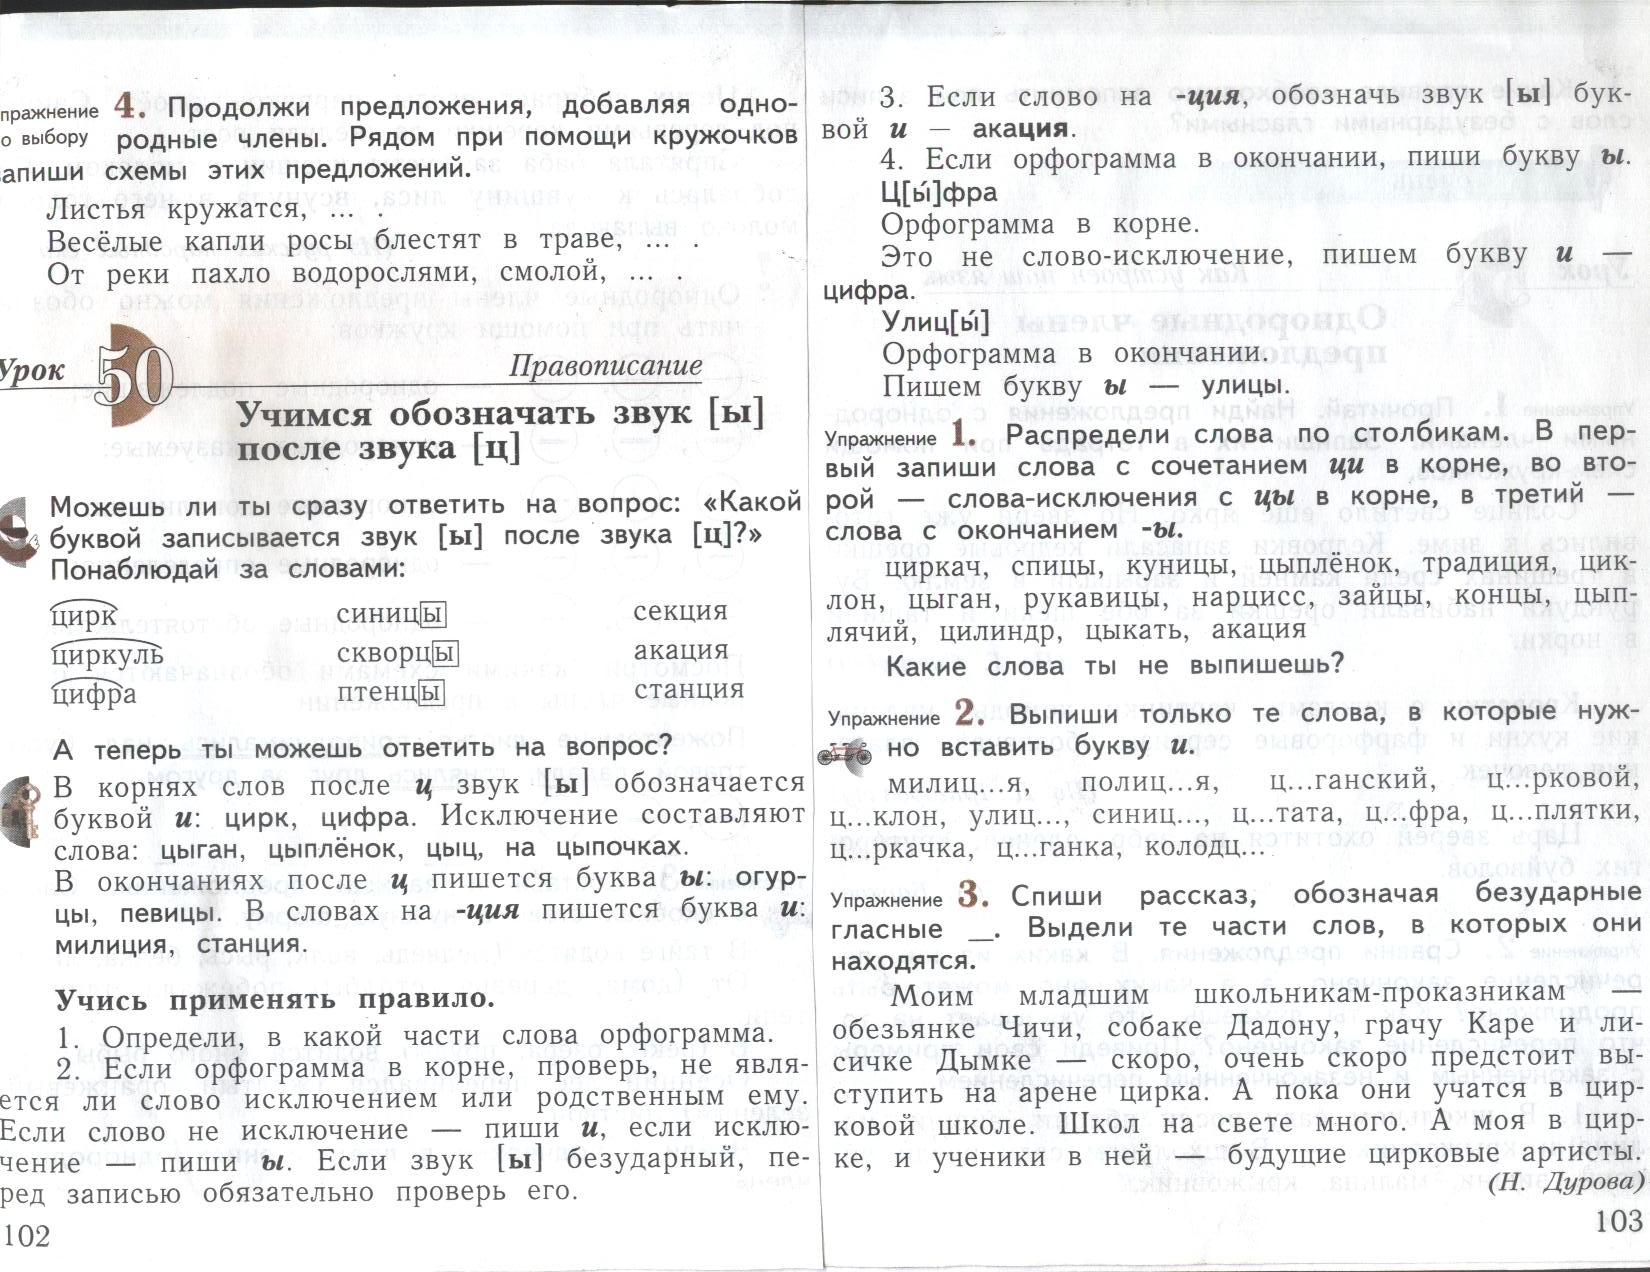 пражнение 4. Продолжи предложения, добавляя одно-
о выбору родные члены. Рядом при помощи кружочков
апиши схемы этих предложений.
Листья кружатся, ... .
Весёлые капли росы блестят в траве, ... .
От реки пахло водорослями, смолой, ... .
Урок 50 Правописание
Учимся обозначать звук [ы]
после звука [ц]
Можешь ли ты сразу ответить на вопрос: «Какой
буквой записывается звук [ы] после звука [ц]?»
Понаблюдай за словами:
цирк синицы секция
циркуль скворцы акация
цифра птенцы станция
А теперь ты можешь ответить на вопрос?
В корнях слов после ц звук [ы] обозначается
буквой и: цирк, цифра. Исключение составляют
слова: цыган, цыплёнок, цыц, на цыпочках.
В окончаниях после ц пишется буква ы: огур-
цы, певицы. В словах на -ция пишется буква и:
милиция, станция.
Учись применять правило.
1. Определи, в какой части слова орфограмма.
2. Если орфограмма в корне, проверь, не явля-
ется ли слово исключением или родственным ему.
Если слово не исключение — пиши и, если исклю-
чение — пиши ы. Если звук [ы] безударный, пе-
ред записью обязательно проверь его.
102
3. Если слово на -ция, обозначь звук [ы] бук-
вой и — акация.
4. Если орфограмма в окончании, пиши букву ы.
Ц[ы́]фра
Орфограмма в корне.
Это не слово-исключение, пишем букву и —
цифра.
Улиц[ы́]
Орфограмма в окончании.
Пишем букву ы — улицы.
Упражнение 1. Распредели слова по столбикам. В пер-
вый запиши слова с сочетанием ци в корне, во вто-
рой — слова-исключения с цы в корне, в третий —
слова с окончанием -ы.
циркач, спицы, куницы, цыплёнок, традиция, цик-
лон, цыган, рукавицы, нарцисс, зайцы, концы, цып-
лячий, цилиндр, цыкать, акация
Какие слова ты не выпишешь?
Упражнение 2. Выпиши только те слова, в которые нуж-
но вставить букву и.
милиц...я, полиц...я, ц...ганский, ц...рковой,
ц...клон, улиц..., синиц..., ц...тата, ц...фра, ц...плятки,
ц...ркачка, ц...ганка, колодц...
Упражнение 3. Спиши рассказ, обозначая безударные
гласные _. Выдели те части слов, в которых они
находятся.
Моим младшим школьникам-проказникам —
обезьянке Чичи, собаке Дадону, грачу Каре и ли-
сичке Дымке — скоро, очень скоро предстоит вы-
ступить на арене цирка. А пока они учатся в цир-
ковой школе. Школ на свете много. А моя в цир-
ке, и ученики в ней — будущие цирковые артисты.
(Н. Дурова)
103